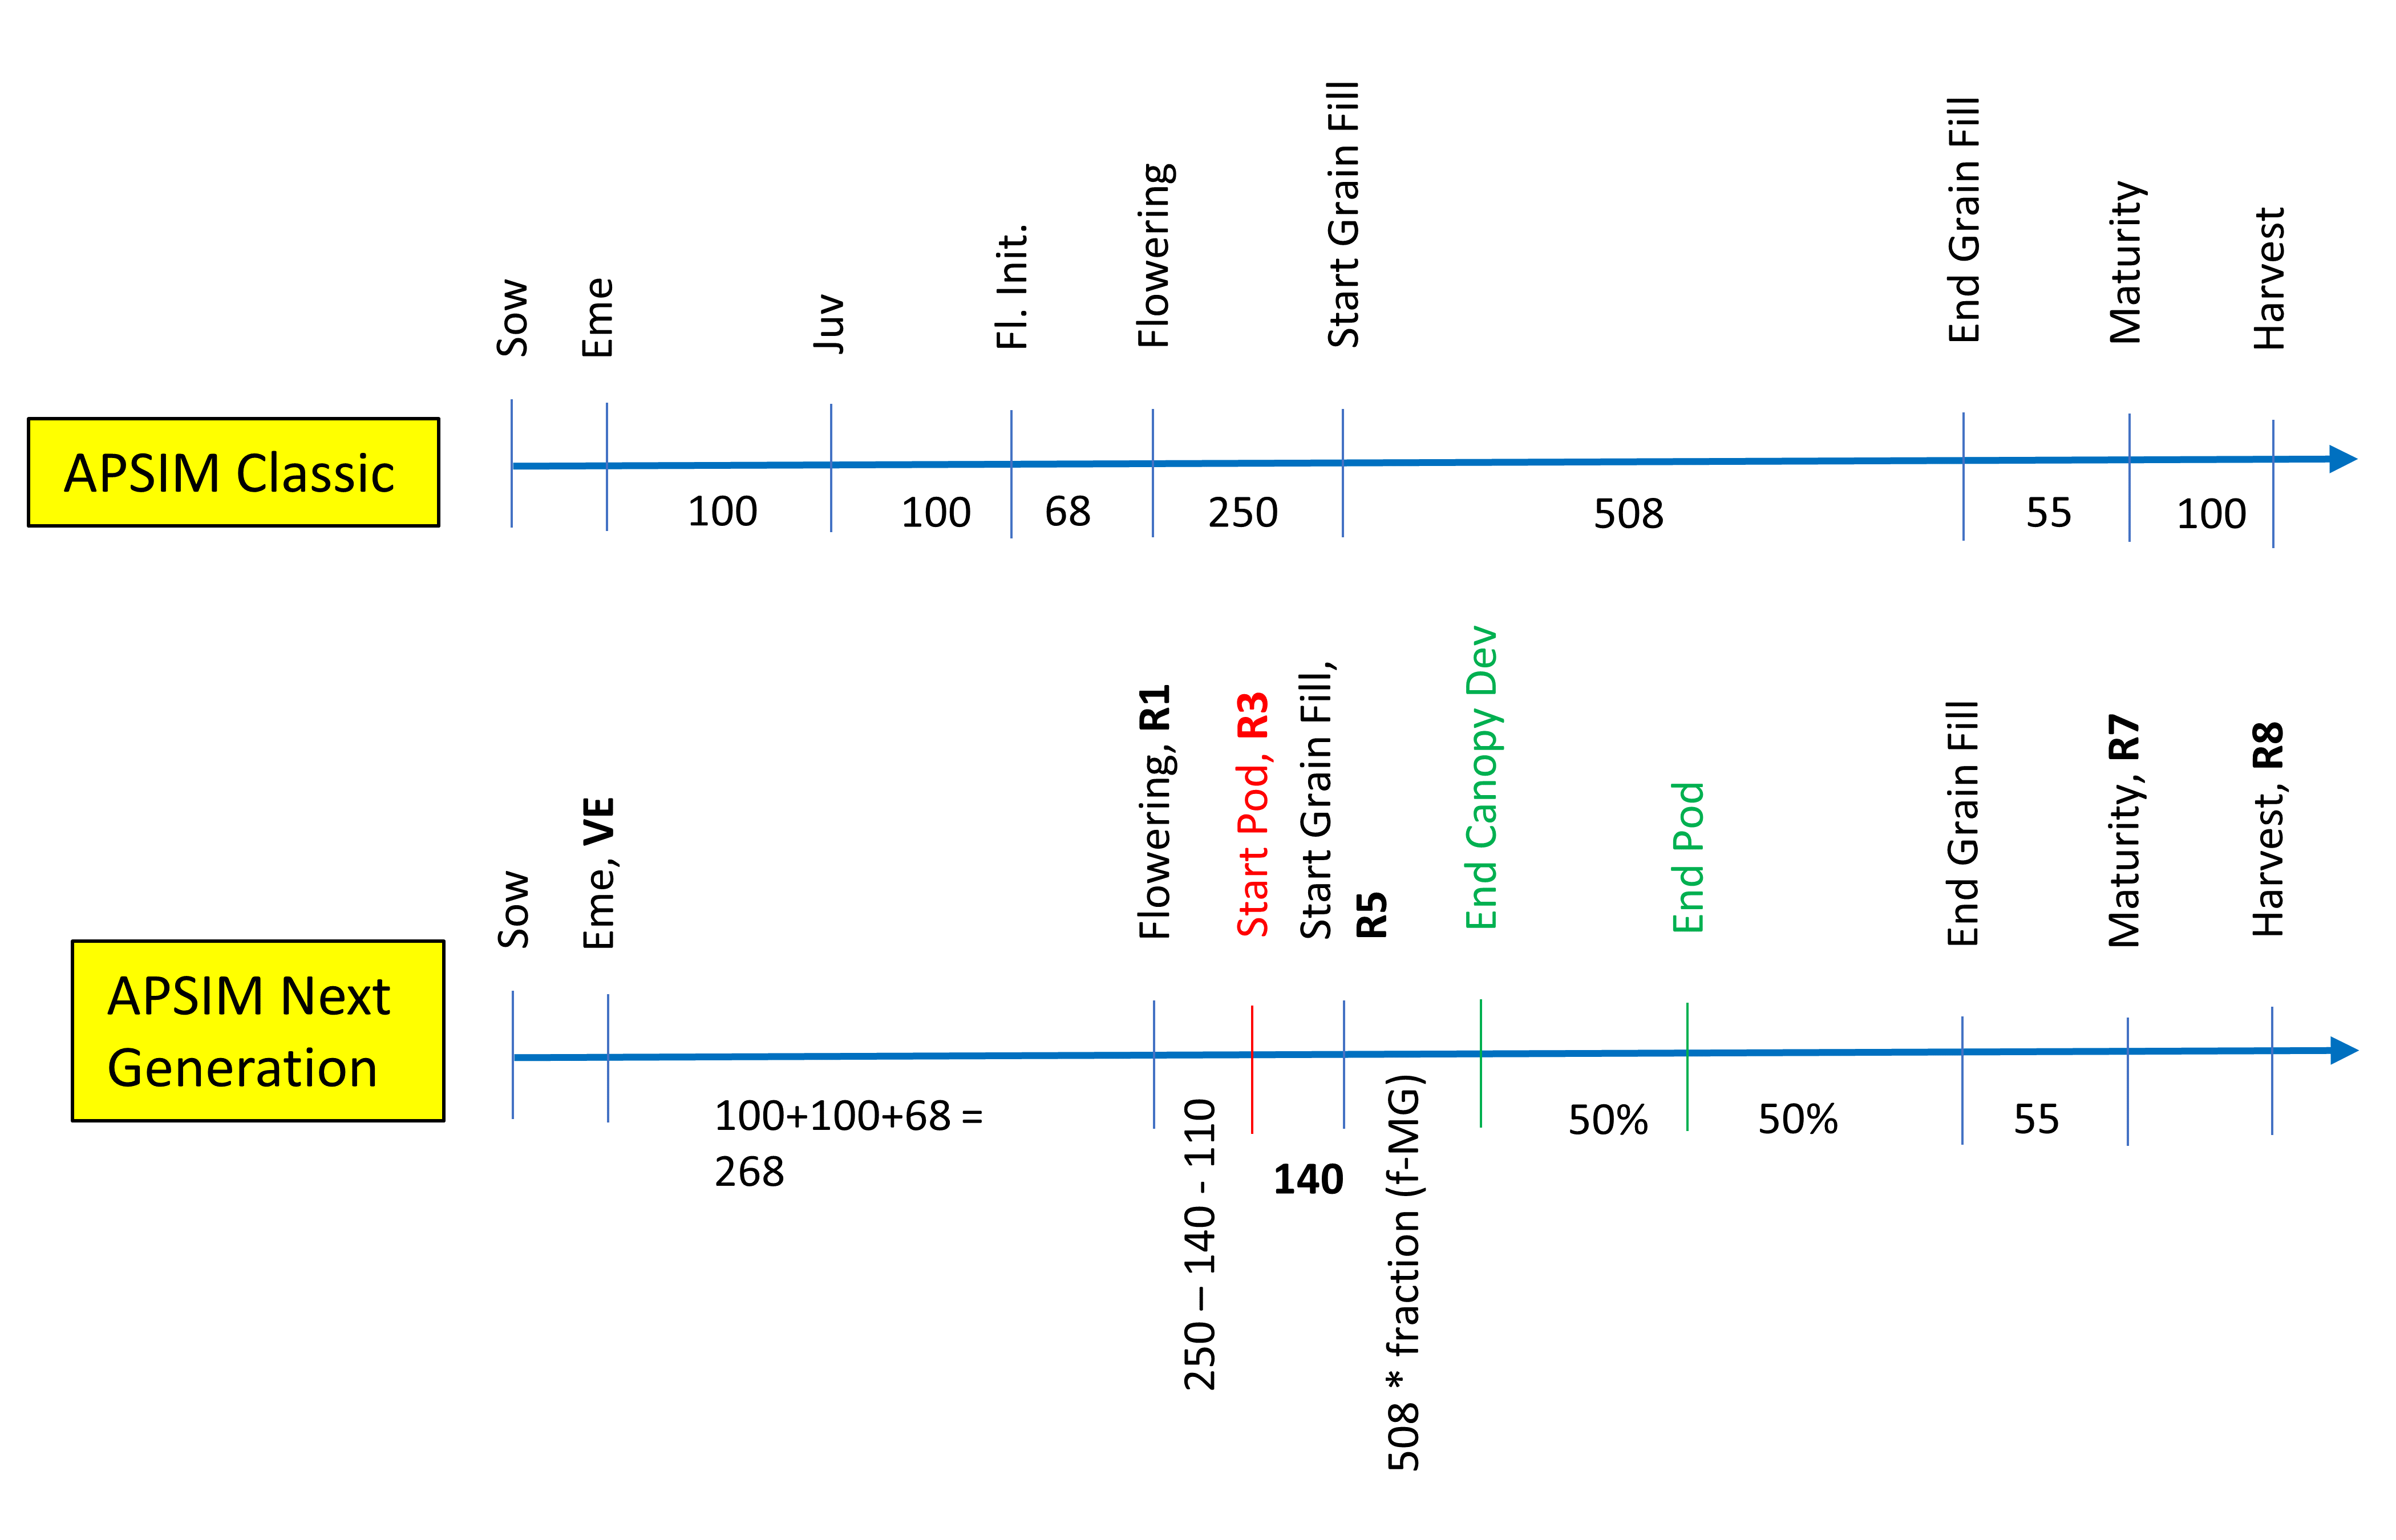 Sow
Eme
Juv
Fl. Init.
Flowering
Start Grain Fill
End Grain Fill
Maturity
Harvest
APSIM Classic
100
100
68
250
508
55
100
Sow
Eme, VE
Flowering, R1
Start Pod, R3
Start Grain Fill,
R5
End Canopy Dev
End Pod
End Grain Fill
Maturity, R7
Harvest, R8
APSIM Next
Generation
100+100+68 =
268
250 – 140 - 110
140
508 * fraction (f-MG)
50%
50%
55